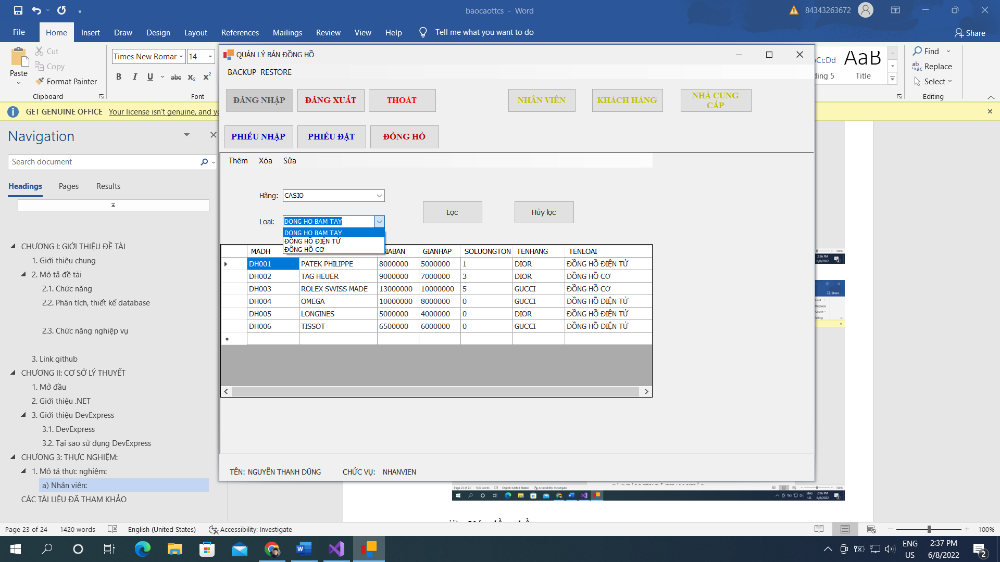 baocaottcs - Word
84343263672
File Home Insert Draw Design Layout References Mailings Review View Help Tell me what you want to do Share
Paste
Cut
Copy
Format Painter
Clipboard
Times New Romar 14
B I U abc x₂ x²
Font
AaB
Title
Find
Replace
Select
Editing
GET GENUINE OFFICE Your license isn't genuine, and
Navigation
Search document
Headings Pages Results
CHƯƠNG I: GIỚI THIỆU ĐỀ TÀI
1. Giới thiệu chung
2. Mô tả đề tài
2.1. Chức năng
2.2. Phân tích, thiết kế database
2.3. Chức năng nghiệp vụ
3. Link github
CHƯƠNG II: CƠ SỞ LÝ THUYẾT
1. Mở đầu
2. Giới thiệu .NET
3. Giới thiệu DevExpress
3.1. DevExpress
3.2. Tại sao sử dụng DevExpress
CHƯƠNG 3: THỰC NGHIỆM:
1. Mô tả thực nghiệm:
a) Nhân viên:
CÁC TÀI LIỆU ĐÃ THAM KHẢO
QUẢN LÝ BÁN ĐỒNG HỒ
BACKUP RESTORE
ĐĂNG NHẬP ĐĂNG XUẤT THOÁT NHÂN VIÊN KHÁCH HÀNG NHÀ CUNG CẤP
PHIẾU NHẬP PHIẾU ĐẶT ĐỒNG HỒ
Thêm Xóa Sửa
Hãng: CASIO
Lọc Hủy lọc
Loại: DONG HO BAM TAY
DONG HO BAM TAY
ĐỒNG HỒ ĐIỆN TỬ
ĐỒNG HỒ CƠ
MADH GIABAN GIANHAP SOLUONGTON TENHANG TENLOAI
DH001 PATEK PHILIPPE 8000000 5000000 1 DIOR ĐỒNG HỒ ĐIỆN TỬ
DH002 TAG HEUER 9000000 7000000 3 DIOR ĐỒNG HỒ CƠ
DH003 ROLEX SWISS MADE 13000000 10000000 5 GUCCI ĐỒNG HỒ CƠ
DH004 OMEGA 10000000 8000000 0 GUCCI ĐỒNG HỒ ĐIỆN TỬ
DH005 LONGINES 5000000 4000000 0 DIOR ĐỒNG HỒ ĐIỆN TỬ
DH006 TISSOT 6500000 6000000 0 GUCCI ĐỒNG HỒ ĐIỆN TỬ
TÊN: NGUYỄN THANH DŨNG CHỨC VỤ: NHANVIEN
Page 23 of 24 1420 words English (United States) Accessibility: Investigate 100%
ENG
US
2:37 PM
6/8/2022
2